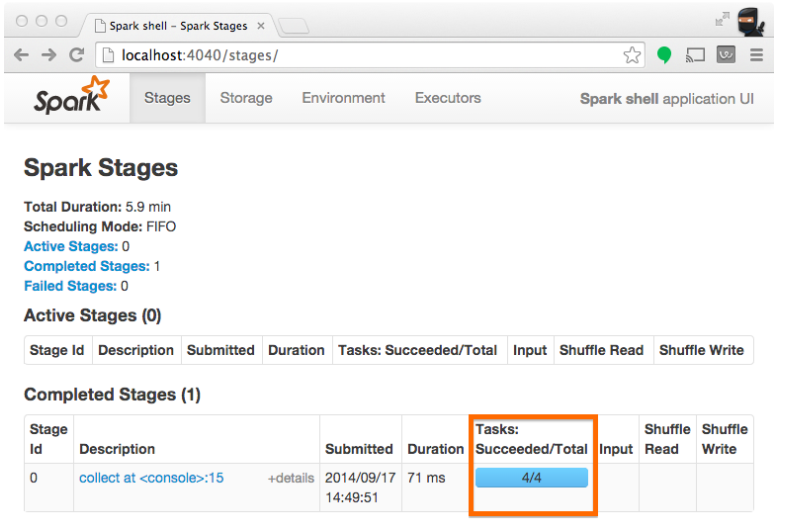 Spark shell – Spark Stages ×
localhost:4040/stages/
Spark Stages Storage Environment Executors Spark shell application UI
Spark Stages
Total Duration: 5.9 min
Scheduling Mode: FIFO
Active Stages: 0
Completed Stages: 1
Failed Stages: 0
Active Stages (0)
Stage Id Description Submitted Duration Tasks: Succeeded/Total Input Shuffle Read Shuffle Write
Completed Stages (1)
Stage Tasks: Shuffle Shuffle
Id Description Submitted Duration Succeeded/Total Input Read Write
0 collect at <console>:15 +details 2014/09/17 71 ms 4/4
14:49:51